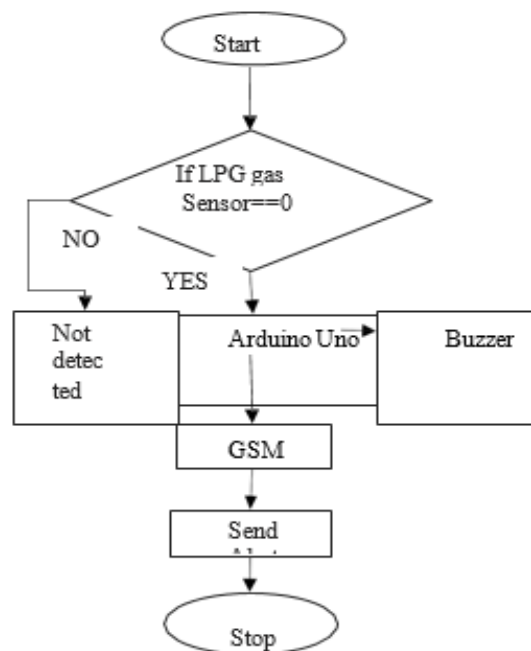 Start
If LPG gas
Sensor==0
NO
YES
Not
detec
ted
Arduino Uno
Buzzer
GSM
Send
Stop